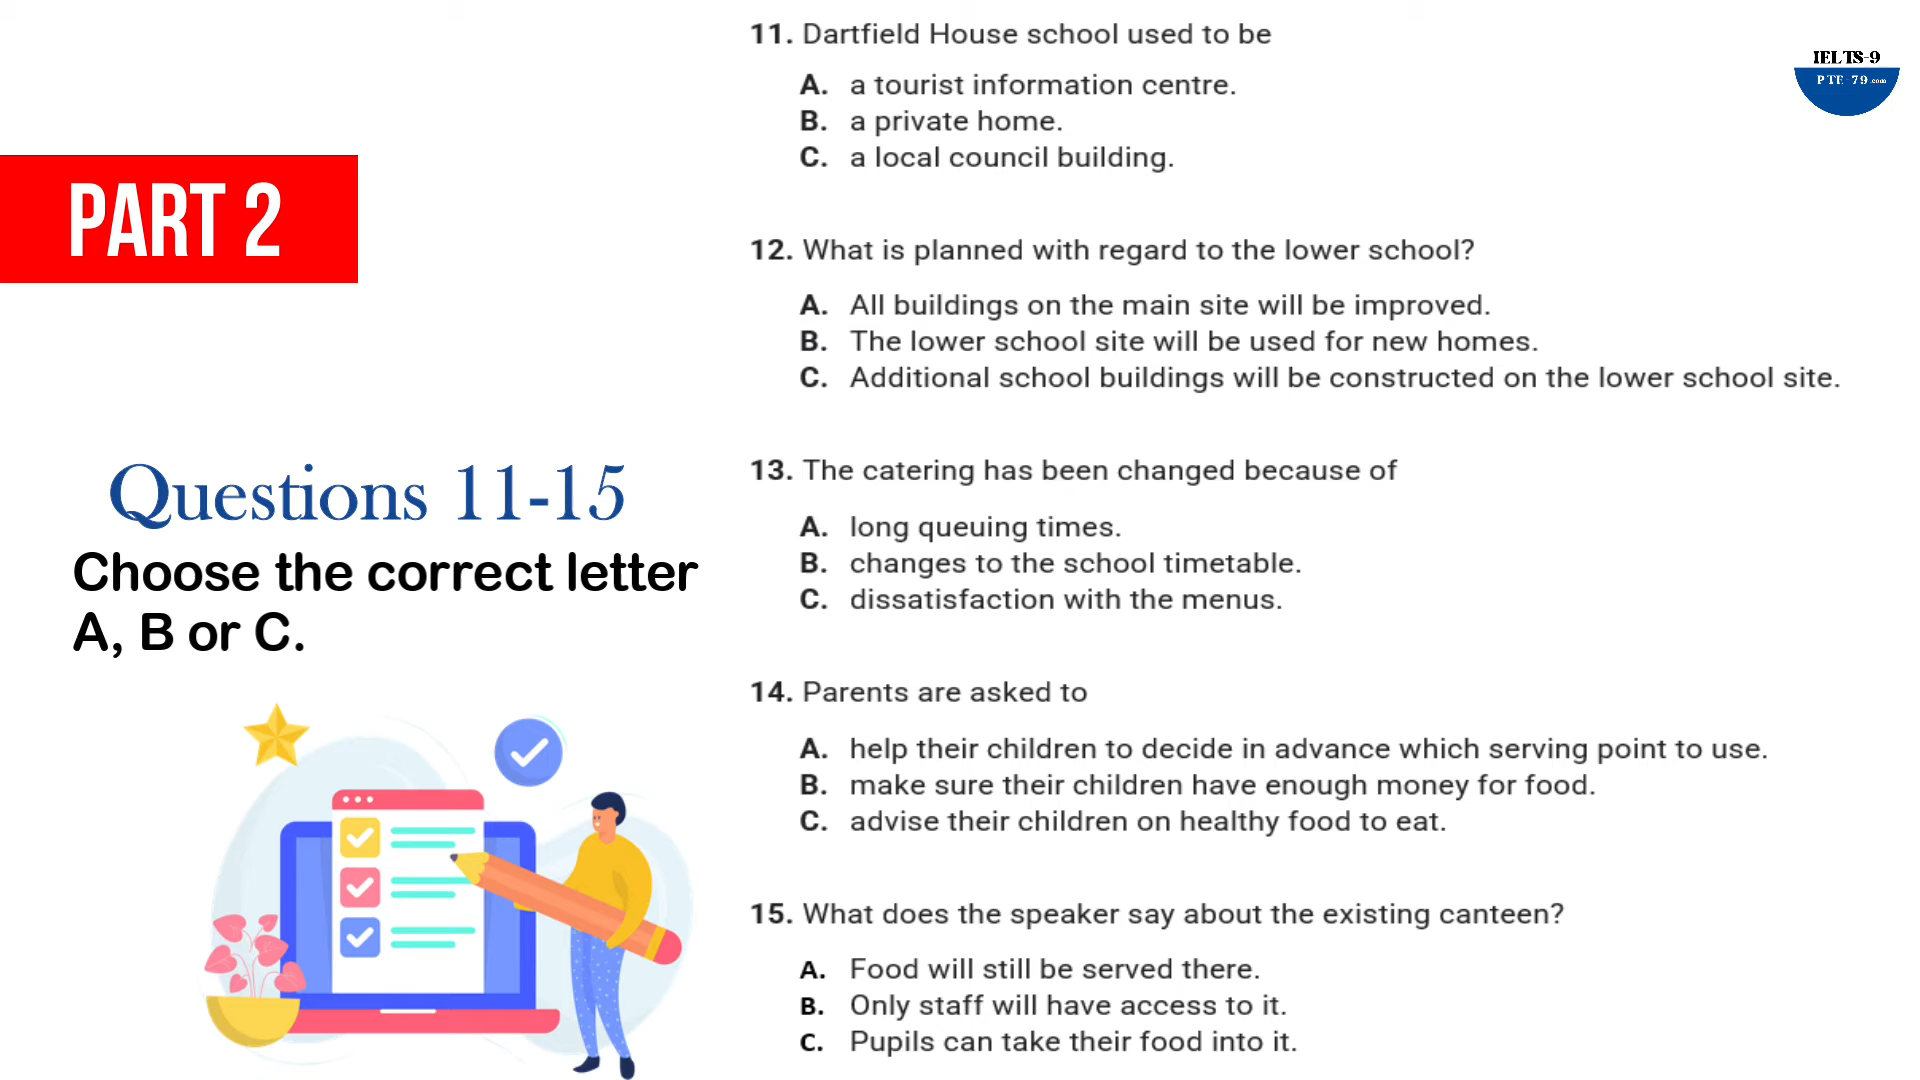 PART 2
Questions 11-15
Choose the correct letter
A, B or C.
11. Dartfield House school used to be
A. a tourist information centre.
B. a private home.
C. a local council building.
12. What is planned with regard to the lower school?
A. All buildings on the main site will be improved.
B. The lower school site will be used for new homes.
C. Additional school buildings will be constructed on the lower school site.
13. The catering has been changed because of
A. long queuing times.
B. changes to the school timetable.
C. dissatisfaction with the menus.
14. Parents are asked to
A. help their children to decide in advance which serving point to use.
B. make sure their children have enough money for food.
C. advise their children on healthy food to eat.
15. What does the speaker say about the existing canteen?
A. Food will still be served there.
B. Only staff will have access to it.
C. Pupils can take their food into it.
IELTS-9
PTE 79.com